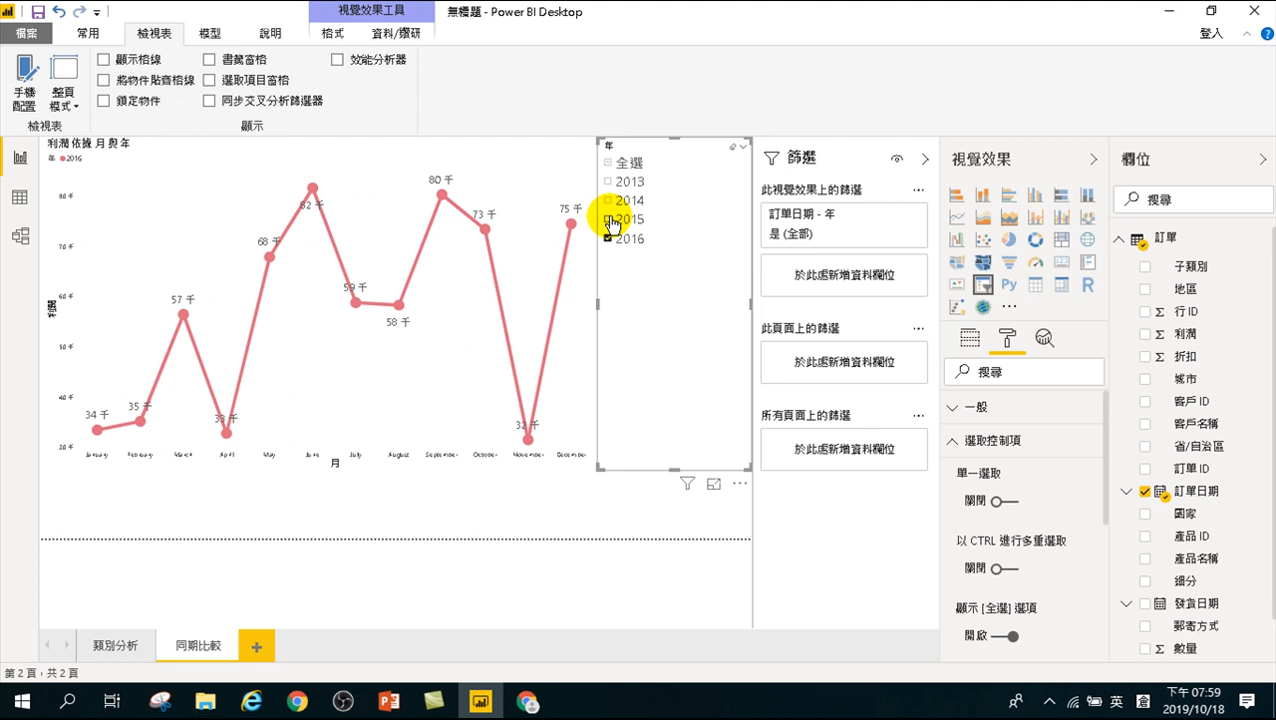 無標題 - Power BI Desktop
視覺效果工具
檔案
常用
檢視表
模型
說明
格式
資料/鑽研
登入
手機配置
整頁模式
顯示格線
將物件貼齊格線
鎖定物件
書籤窗格
選取項目窗格
同步交叉分析篩選器
效能分析器
檢視表
顯示
利潤 依據 月 與 年
年 2016
80 千
70 千
60 千
50 千
40 千
30 千
利潤
34 千
35 千
57 千
33 千
68 千
82 千
59 千
58 千
80 千
73 千
32 千
75 千
January
February
March
April
May
June
July
August
September
October
November
December
月
年
全選
2013
2014
2015
2016
篩選
此視覺效果上的篩選
訂單日期 - 年
是 (全部)
於此處新增資料欄位
此頁面上的篩選
於此處新增資料欄位
所有頁面上的篩選
於此處新增資料欄位
視覺效果
Py
R
搜尋
一般
選取控制項
單一選取
關閉
以 CTRL 進行多重選取
關閉
顯示 [全選] 選項
開啟
欄位
搜尋
訂單
子類別
地區
行 ID
利潤
折扣
城市
客戶 ID
客戶名稱
省/自治區
訂單 ID
訂單日期
國家
產品 ID
產品名稱
細分
發貨日期
郵寄方式
數量
類別分析
同期比較
第 2 頁，共 2 頁
英
倉
下午 07:59
2019/10/18